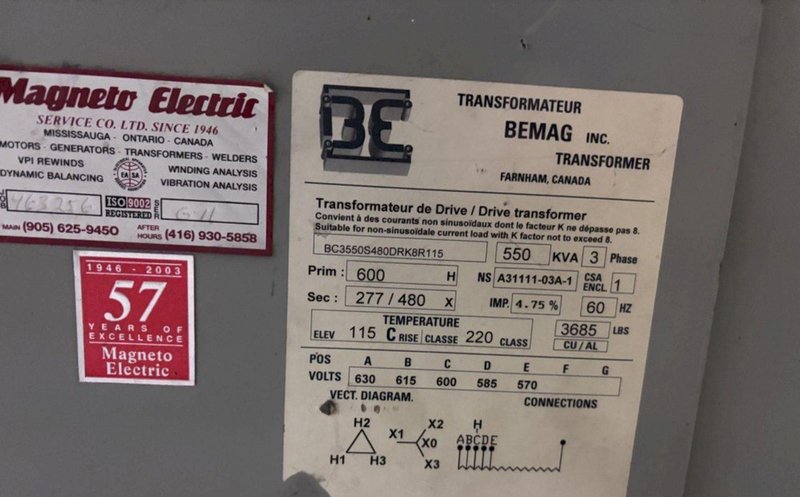 Magneto Electric
SERVICE CO. LTD. SINCE 1946
MISSISSAUGA - ONTARIO - CANADA
MOTORS - GENERATORS - TRANSFORMERS - WELDERS
VPI REWINDS
WINDING ANALYSIS
DYNAMIC BALANCING
EASA
VIBRATION ANALYSIS
ISO 9002
REGISTERED
MAIN (905) 625-9450
AFTER HOURS (416) 930-5858
1946 - 2003
57
YEARS OF
EXCELLENCE
Magneto
Electric
BE
TRANSFORMATEUR
BEMAG INC.
TRANSFORMER
FARNHAM, CANADA
Transformateur de Drive / Drive transformer
Convient à des courants non sinusoïdaux dont le facteur K ne dépasse pas 8.
Suitable for non-sinusoidale current load with K factor not to exceed 8.
BC3550S480DRK8R115 550 KVA 3 Phase
Prim : 600 H NS A31111-03A-1 CSA ENCL. 1
Sec : 277 / 480 X IMP. 4.75 % 60 HZ
TEMPERATURE
ELEV 115 C RISE CLASSE 220 CLASS
3685 LBS
CU / AL
POS A B C D E F G
VOLTS 630 615 600 585 570
VECT. DIAGRAM. CONNECTIONS
H2
H1 H3
X1 X2
X0
X3
H
ABCDE